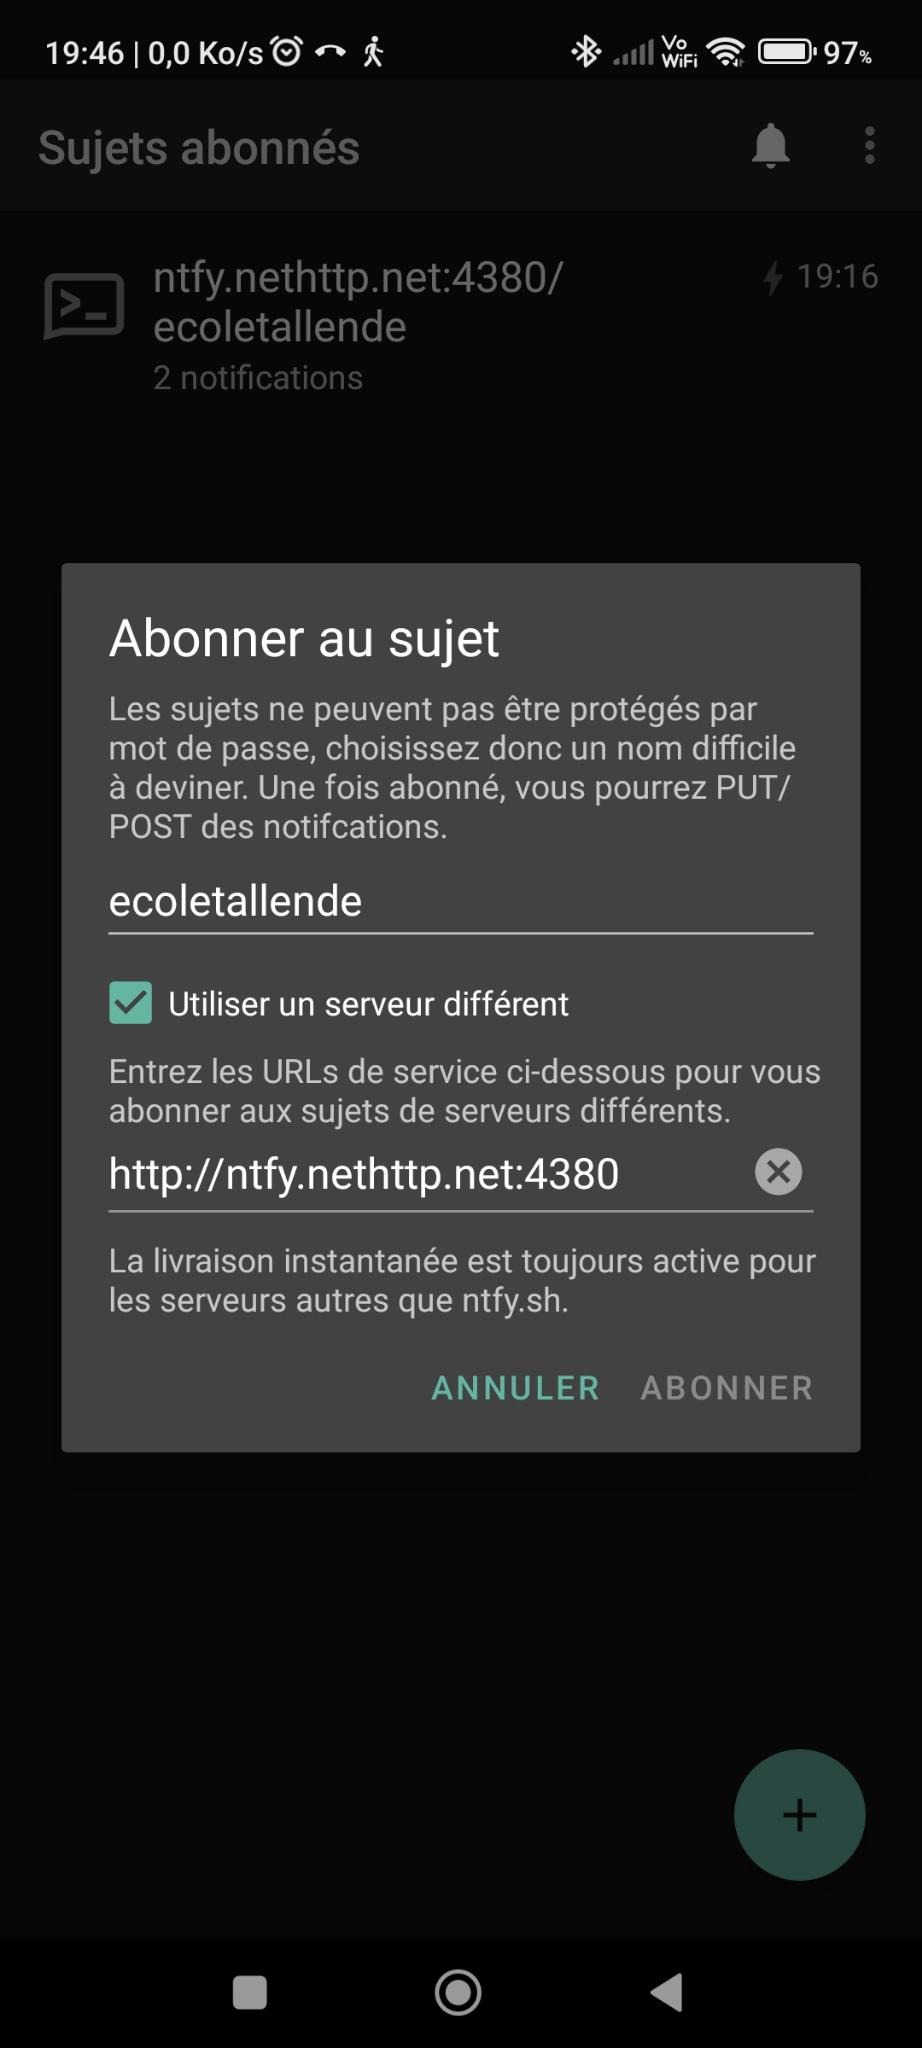 19:46 | 0,0 Ko/s
Vo
WiFi
97%
Sujets abonnés
ntfy.nethttp.net:4380/
ecoletallende
19:16
2 notifications
Abonner au sujet
Les sujets ne peuvent pas être protégés par
mot de passe, choisissez donc un nom difficile
à deviner. Une fois abonné, vous pourrez PUT/
POST des notifcations.
ecoletallende
Utiliser un serveur différent
Entrez les URLs de service ci-dessous pour vous
abonner aux sujets de serveurs différents.
http://ntfy.nethttp.net:4380
La livraison instantanée est toujours active pour
les serveurs autres que ntfy.sh.
ANNULER ABONNER